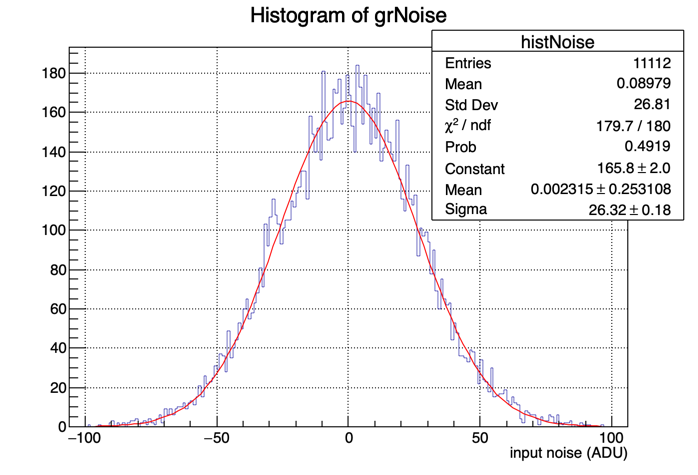 Histogram of grNoise
histNoise
Entries 11112
Mean 0.08979
Std Dev 26.81
χ² / ndf 179.7 / 180
Prob 0.4919
Constant 165.8 ± 2.0
Mean 0.002315 ± 0.253108
Sigma 26.32 ± 0.18
180
160
140
120
100
80
60
40
20
0
−100 −50 0 50 100
input noise (ADU)